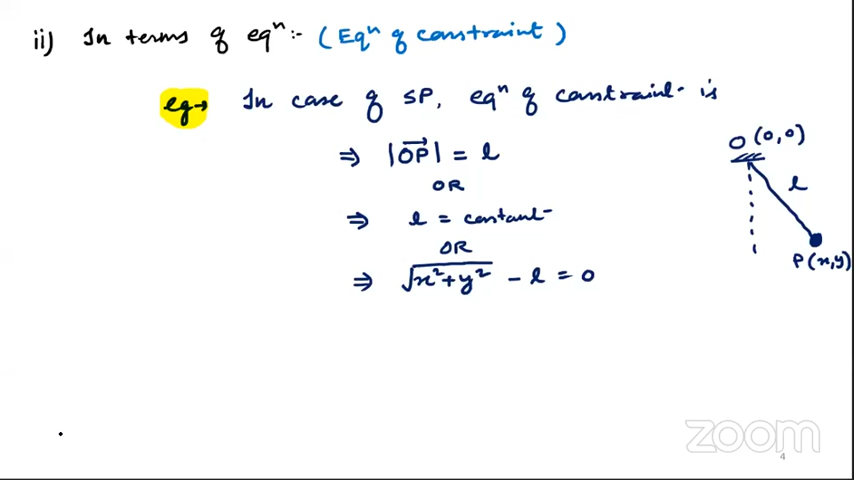 ii) In terms of eqⁿ :- (Eqⁿ of constraint)
eg→ In case of SP, eqⁿ of constraint is
⇒ |OP⃗| = l
OR
⇒ l = constant
OR
⇒ √(x²+y²) - l = 0
O (0,0)
l
P(x,y)
zoom
4